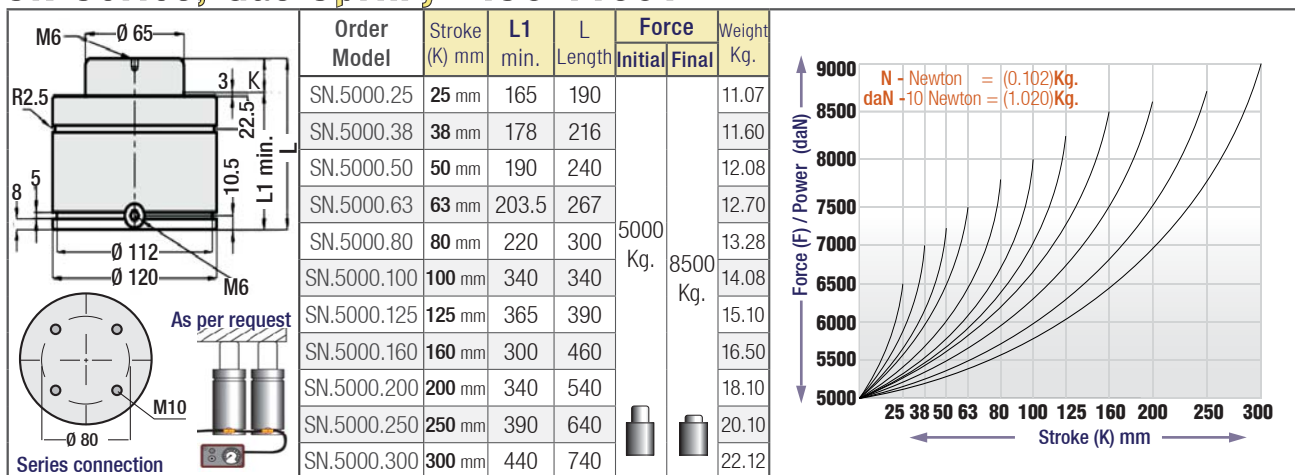 M6
Ø 65
3
K
R2.5
22.5
L1 min.
L
5
8
10.5
Ø 112
Ø 120
M6
As per request
M10
Ø 80
Series connection
Order Model Stroke (K) mm L1 min. L Length Force Initial Final Weight Kg.
SN.5000.25 25 mm 165 190 11.07
SN.5000.38 38 mm 178 216 11.60
SN.5000.50 50 mm 190 240 12.08
SN.5000.63 63 mm 203.5 267 12.70
SN.5000.80 80 mm 220 300 13.28
SN.5000.100 100 mm 340 340 14.08
SN.5000.125 125 mm 365 390 15.10
SN.5000.160 160 mm 300 460 16.50
SN.5000.200 200 mm 340 540 18.10
SN.5000.250 250 mm 390 640 20.10
SN.5000.300 300 mm 440 740 22.12
5000 Kg.
8500 Kg.
N - Newton = (0.102)Kg.
daN -10 Newton = (1.020)Kg.
Force (F) / Power (daN)
9000
8500
8000
7500
7000
6500
6000
5500
5000
25 38 50 63 80 100 125 160 200 250 300
Stroke (K) mm